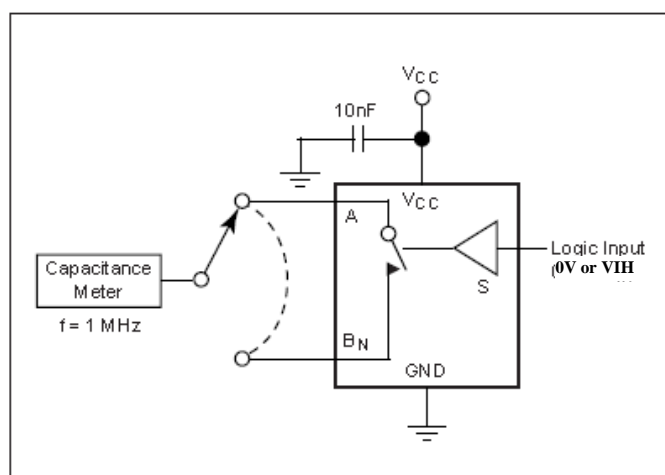 VCC
10nF
VCC
A
Logic Input
(0V or VIH
S
Capacitance
Meter
f = 1 MHz
BN
GND